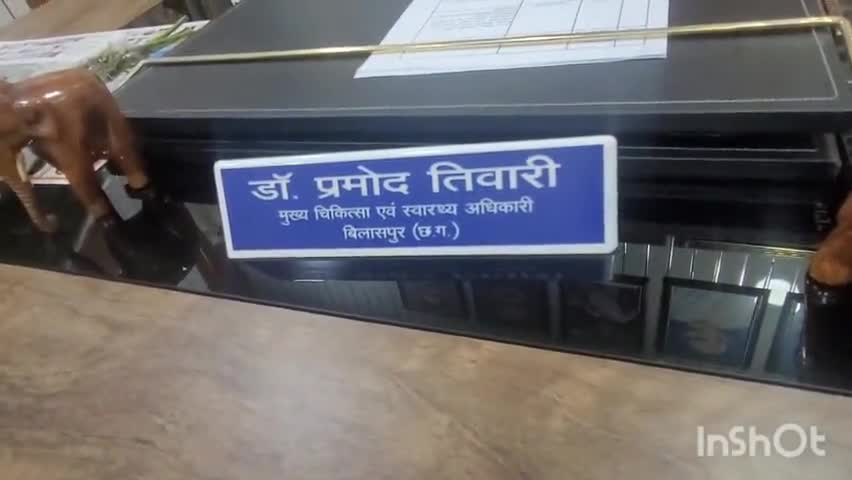 डॉ. प्रमोद तिवारी
मुख्य चिकित्सा एवं स्वास्थ्य अधिकारी
बिलासपुर (छ.ग.)
InShOt